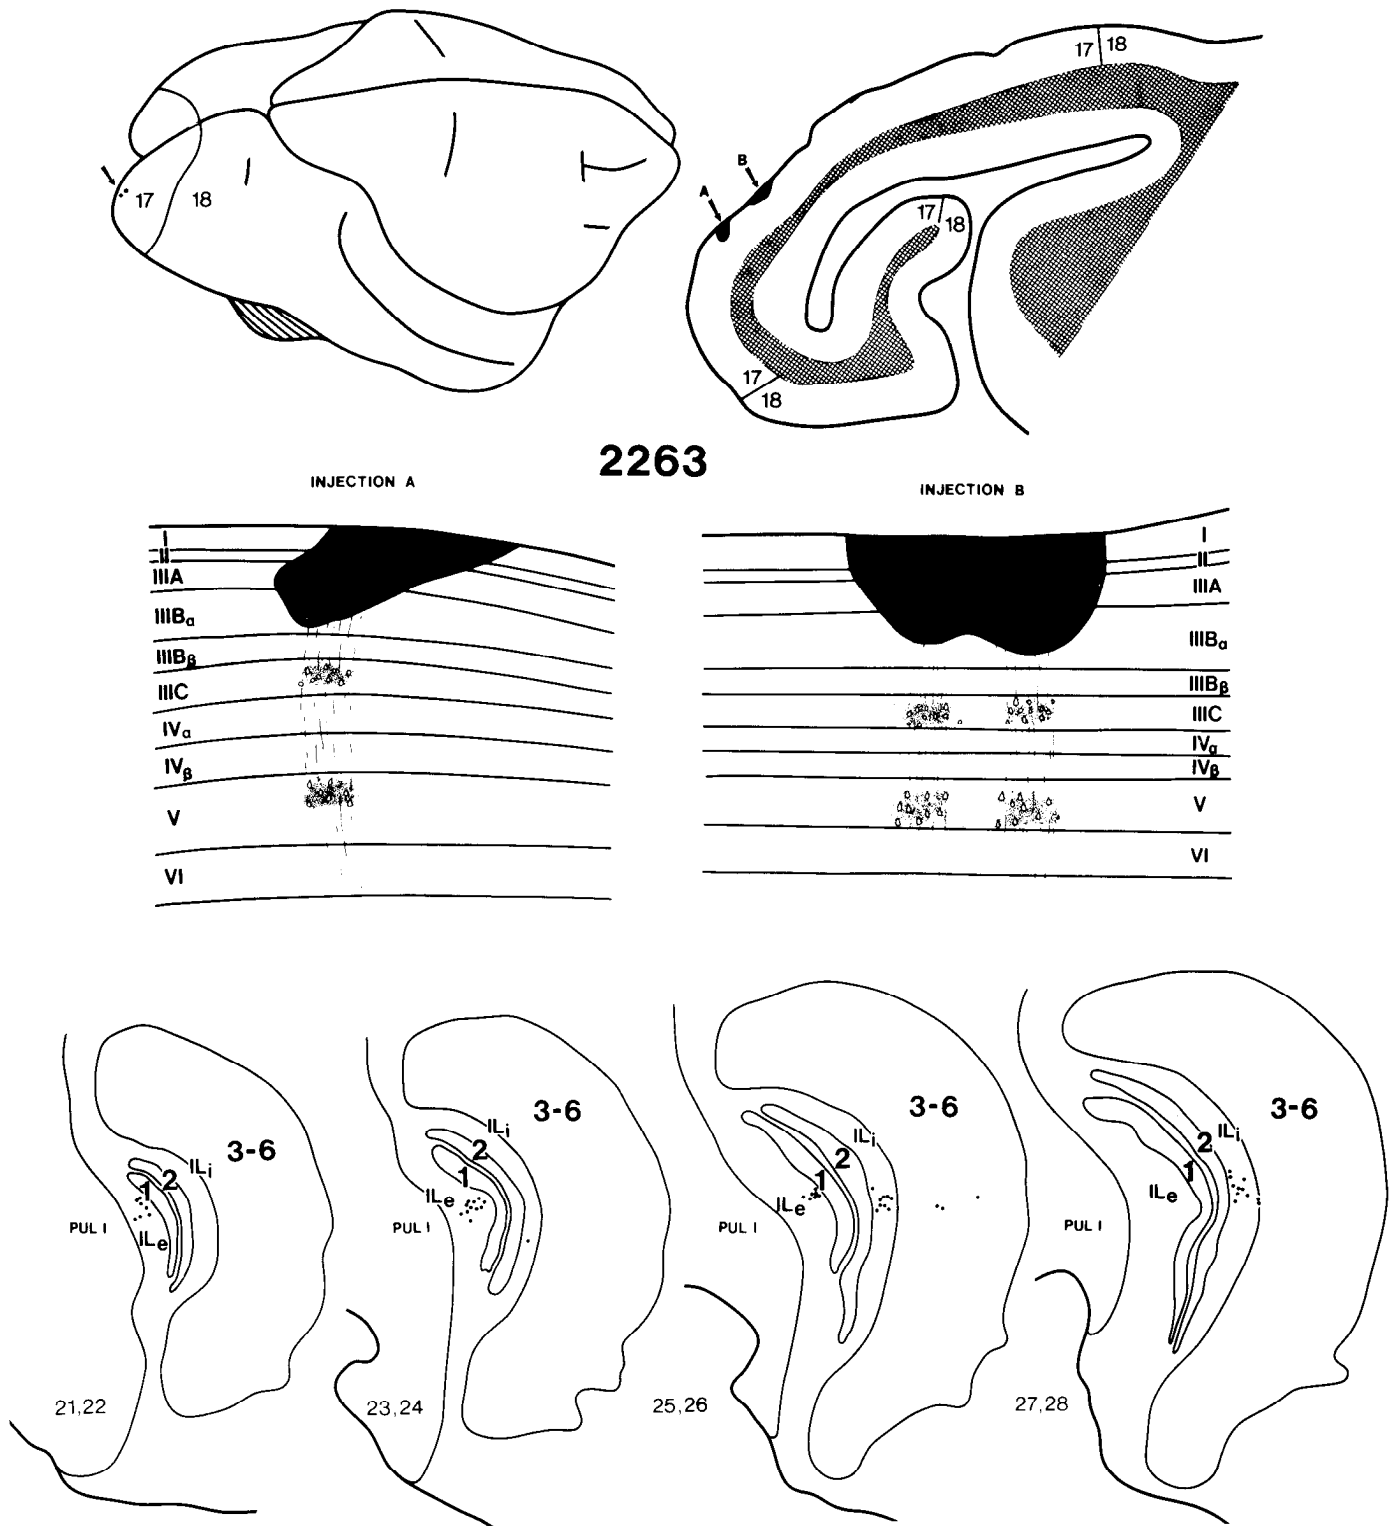 17 18
B
A
17 18
17
18
17
18
2263
INJECTION A
INJECTION B
I
II
IIIA
IIIBα
IIIBβ
IIIC
IVα
IVβ
V
VI
I
II
IIIA
IIIBα
IIIBβ
IIIC
IVα
IVβ
V
VI
3-6
ILi
2
1
PUL I
ILe
21,22
3-6
ILi
2
1
ILe
PUL I
23,24
3-6
ILi
2
1
ILe
PUL I
25,26
3-6
ILi
2
1
ILe
PUL I
27,28